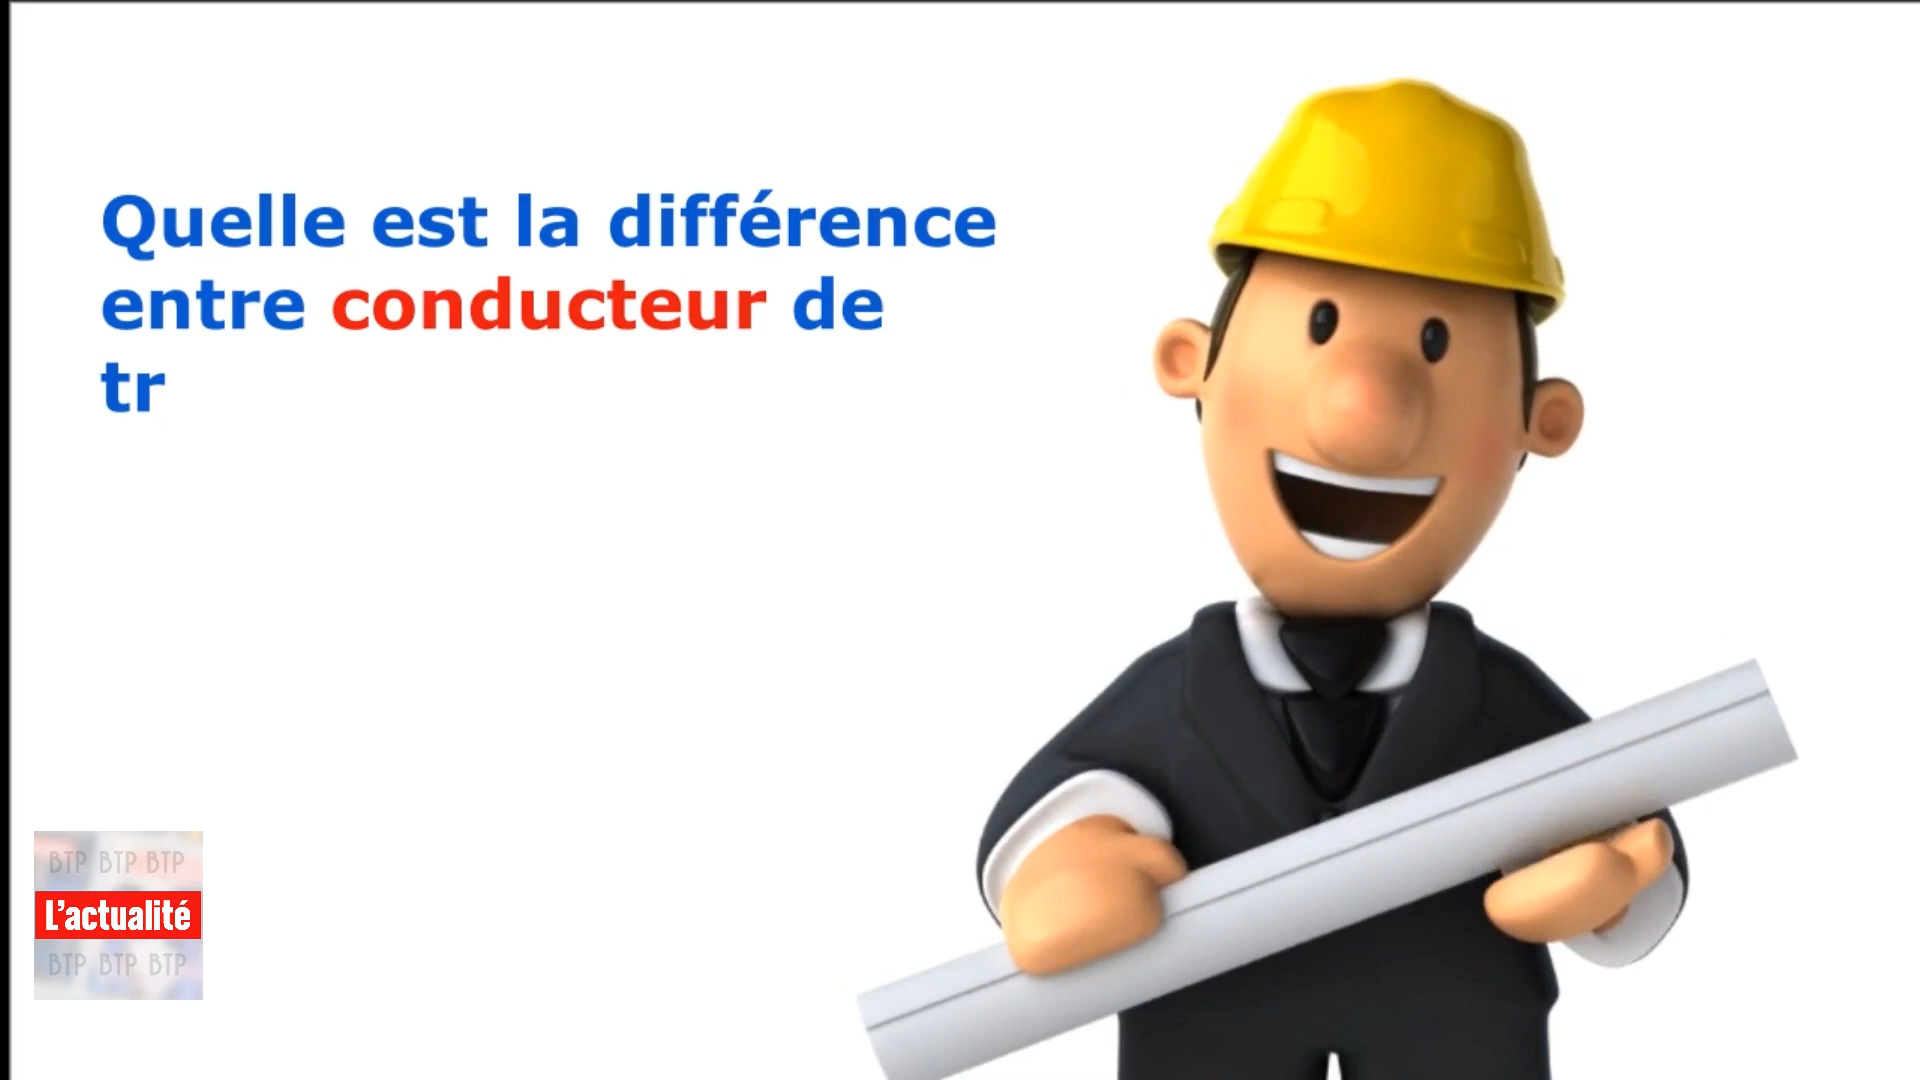 Quelle est la différence
entre conducteur de
tr
BTP BTP BTP
L'actualité
BTP BTP BTP